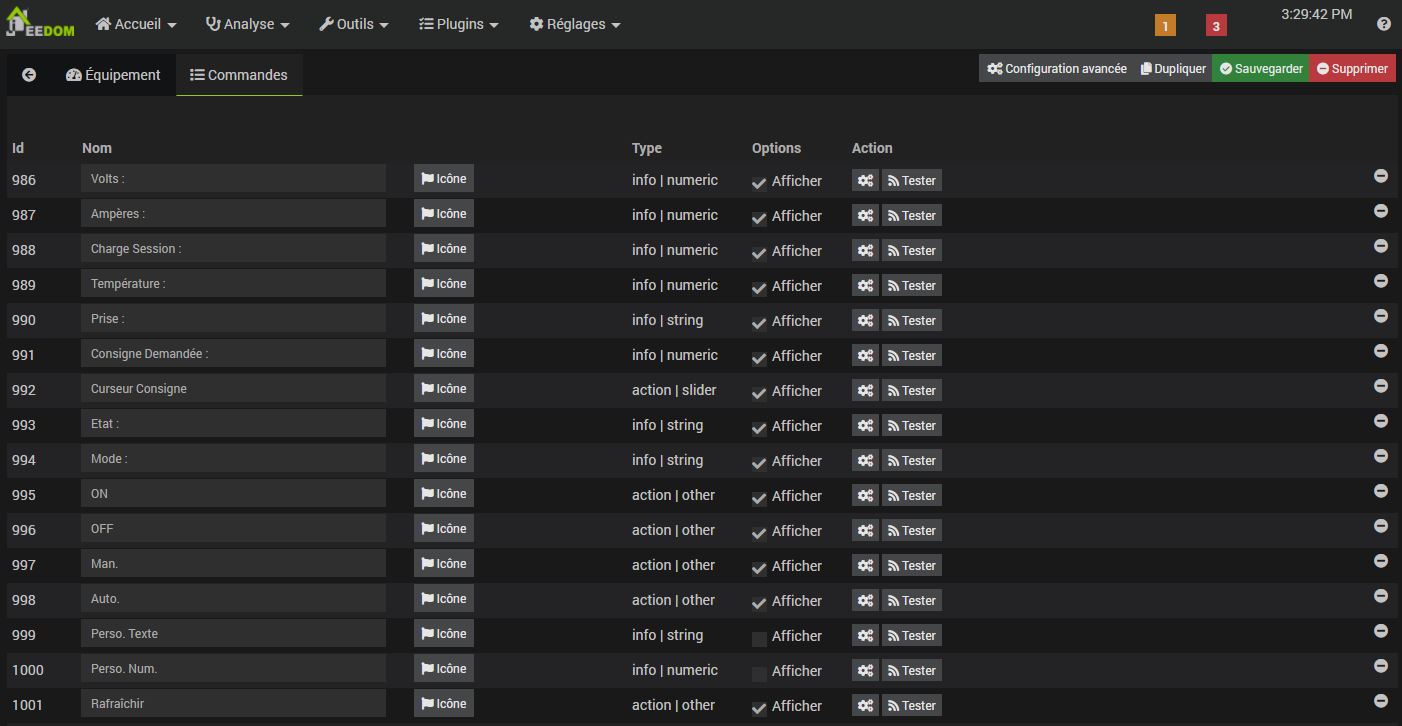 JEEDOM Accueil Analyse Outils Plugins Réglages 1 3 3:29:42 PM
Équipement Commandes Configuration avancée Dupliquer Sauvegarder Supprimer
Id Nom Type Options Action
986 Volts : Icône info | numeric Afficher Tester
987 Ampères : Icône info | numeric Afficher Tester
988 Charge Session : Icône info | numeric Afficher Tester
989 Température : Icône info | numeric Afficher Tester
990 Prise : Icône info | string Afficher Tester
991 Consigne Demandée : Icône info | numeric Afficher Tester
992 Curseur Consigne Icône action | slider Afficher Tester
993 Etat : Icône info | string Afficher Tester
994 Mode : Icône info | string Afficher Tester
995 ON Icône action | other Afficher Tester
996 OFF Icône action | other Afficher Tester
997 Man. Icône action | other Afficher Tester
998 Auto. Icône action | other Afficher Tester
999 Perso. Texte Icône info | string Afficher Tester
1000 Perso. Num. Icône info | numeric Afficher Tester
1001 Rafraîchir Icône action | other Afficher Tester